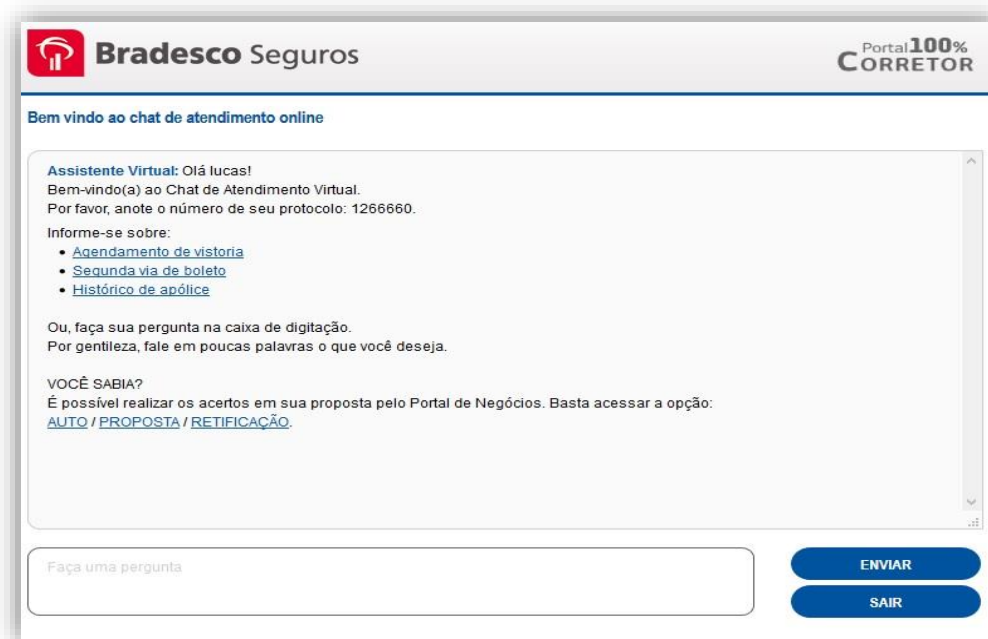 Bradesco Seguros
Portal 100%
CORRETOR
Bem vindo ao chat de atendimento online
Assistente Virtual: Olá lucas!
Bem-vindo(a) ao Chat de Atendimento Virtual.
Por favor, anote o número de seu protocolo: 1266660.
Informe-se sobre:
• Agendamento de vistoria
• Segunda via de boleto
• Histórico de apólice
Ou, faça sua pergunta na caixa de digitação.
Por gentileza, fale em poucas palavras o que você deseja.
VOCÊ SABIA?
É possível realizar os acertos em sua proposta pelo Portal de Negócios. Basta acessar a opção:
AUTO / PROPOSTA / RETIFICAÇÃO.
Faça uma pergunta
ENVIAR
SAIR